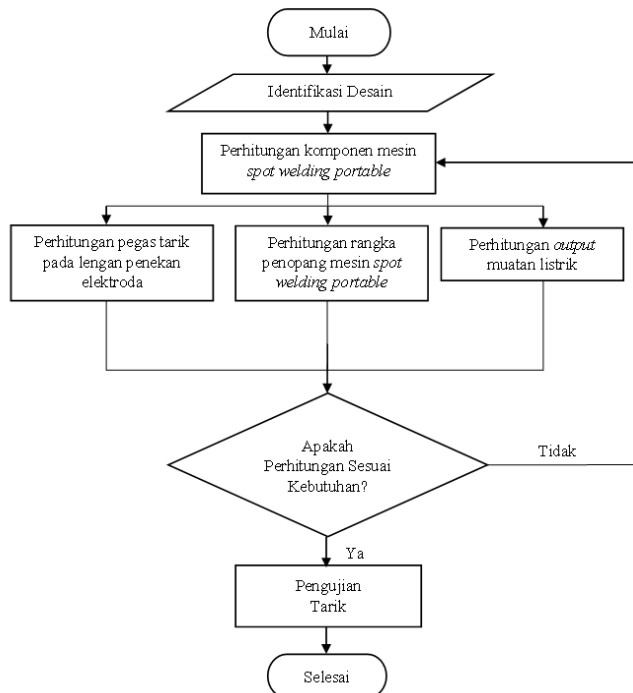 Mulai
Identifikasi Desain
Perhitungan komponen mesin
spot welding portable
Perhitungan pegas tarik
pada lengan penekan
elektroda
Perhitungan rangka
penopang mesin spot
welding portable
Perhitungan output
muatan listrik
Apakah
Perhitungan Sesuai
Kebutuhan?
Tidak
Ya
Pengujian
Tarik
Selesai